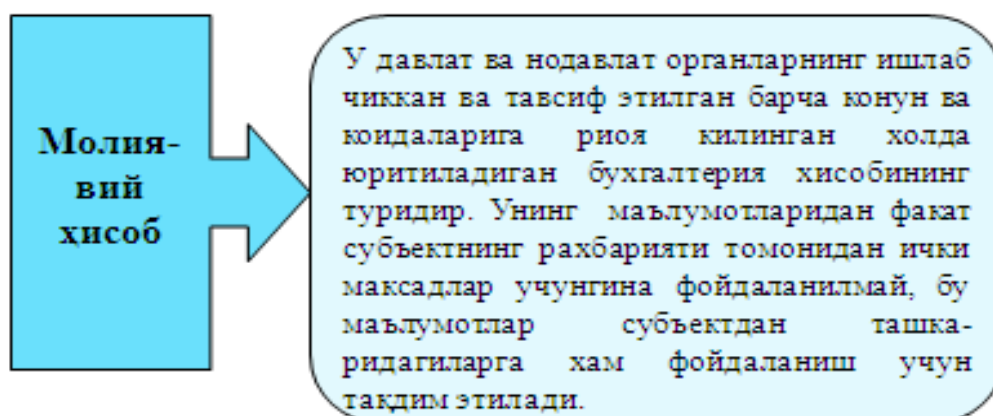 Молия-
вий
ҳисоб
У давлат ва нодавлат органларнинг ишлаб
чиккан ва тавсиф этилган барча конун ва
коидаларига риоя килинган холда
юритиладиган бухгалтерия хисобининг
туридир. Унинг маълумотларидан факат
субъектнинг рахбарияти томонидан ички
максадлар учунгина фойдаланилмай, бу
маълумотлар субъектдан ташка-
ридагиларга хам фойдаланиш учун
тақдим этилади.